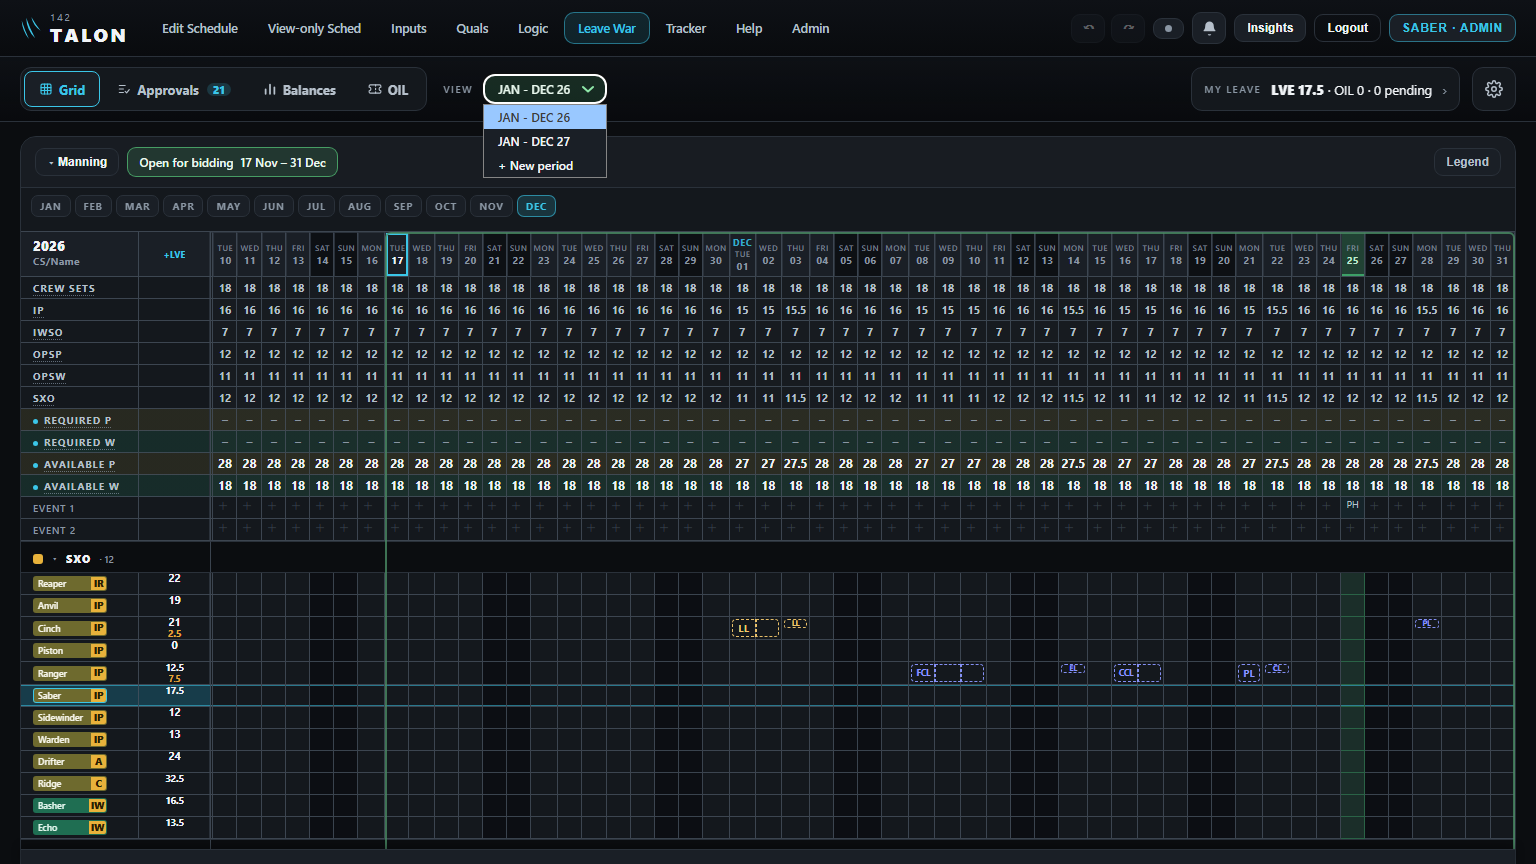 142
TALON
Edit Schedule View-only Sched Inputs Quals Logic Leave War Tracker Help Admin
Insights Logout SABER · ADMIN
Grid Approvals 21 Balances OIL VIEW JAN - DEC 26
MY LEAVE LVE 17.5 · OIL 0 · 0 pending ›
JAN - DEC 26
JAN - DEC 27
+ New period
Manning Open for bidding 17 Nov – 31 Dec Legend
JAN FEB MAR APR MAY JUN JUL AUG SEP OCT NOV DEC
2026
CS/Name
+LVE
TUE WED THU FRI SAT SUN MON TUE WED THU FRI SAT SUN MON TUE WED THU FRI SAT SUN MON DEC TUE WED THU FRI SAT SUN MON TUE WED THU FRI SAT SUN MON TUE WED THU FRI SAT SUN MON TUE WED THU FRI SAT SUN MON TUE WED THU
10 11 12 13 14 15 16 17 18 19 20 21 22 23 24 25 26 27 28 29 30 01 02 03 04 05 06 07 08 09 10 11 12 13 14 15 16 17 18 19 20 21 22 23 24 25 26 27 28 29 30 31
CREW SETS 18 18 18 18 18 18 18 18 18 18 18 18 18 18 18 18 18 18 18 18 18 18 18 18 18 18 18 18 18 18 18 18 18 18 18 18 18 18 18 18 18 18 18 18 18 18 18 18 18 18 18 18
IP 16 16 16 16 16 16 16 16 16 16 16 16 16 16 16 16 16 16 16 16 16 15 15 15.5 16 16 16 16 15 15 15 16 16 16 15.5 16 15 15 16 16 16 15 15.5 16 16 16 16 16 15.5 16 16 16
IWSO 7 7 7 7 7 7 7 7 7 7 7 7 7 7 7 7 7 7 7 7 7 7 7 7 7 7 7 7 7 7 7 7 7 7 7 7 7 7 7 7 7 7 7 7 7 7 7 7 7 7 7 7
OPSP 12 12 12 12 12 12 12 12 12 12 12 12 12 12 12 12 12 12 12 12 12 12 12 12 12 12 12 12 12 12 12 12 12 12 12 12 12 12 12 12 12 12 12 12 12 12 12 12 12 12 12 12
OPSW 11 11 11 11 11 11 11 11 11 11 11 11 11 11 11 11 11 11 11 11 11 11 11 11 11 11 11 11 11 11 11 11 11 11 11 11 11 11 11 11 11 11 11 11 11 11 11 11 11 11 11 11
SXO 12 12 12 12 12 12 12 12 12 12 12 12 12 12 12 12 12 12 12 12 12 11 11 11.5 12 12 12 12 11 11 11 12 12 12 11.5 12 11 11 12 12 12 11 11.5 12 12 12 12 12 11.5 12 12 12
REQUIRED P – – – – – – – – – – – – – – – – – – – – – – – – – – – – – – – – – – – – – – – – – – – – – – – – – – – –
REQUIRED W – – – – – – – – – – – – – – – – – – – – – – – – – – – – – – – – – – – – – – – – – – – – – – – – – – – –
AVAILABLE P 28 28 28 28 28 28 28 28 28 28 28 28 28 28 28 28 28 28 28 28 28 27 27 27.5 28 28 28 28 27 27 27 28 28 28 27.5 28 27 27 28 28 28 27 27.5 28 28 28 28 28 27.5 28 28 28
AVAILABLE W 18 18 18 18 18 18 18 18 18 18 18 18 18 18 18 18 18 18 18 18 18 18 18 18 18 18 18 18 18 18 18 18 18 18 18 18 18 18 18 18 18 18 18 18 18 18 18 18 18 18 18 18
EVENT 1 + + + + + + + + + + + + + + + + + + + + + + + + + + + + + + + + + + + + + + + + + + + + + PH + + + + + +
EVENT 2 + + + + + + + + + + + + + + + + + + + + + + + + + + + + + + + + + + + + + + + + + + + + + + + + + + + +
· SXO · 12
Reaper IR 22
Anvil IP 19
Cinch IP 21 LL LL PL
2.5
Piston IP 0
Ranger IP 12.5 FCL EL CCL PL CL
7.5
Saber IP 17.5
Sidewinder IP 12
Warden IP 13
Drifter A 24
Ridge C 32.5
Basher IW 16.5
Echo IW 13.5